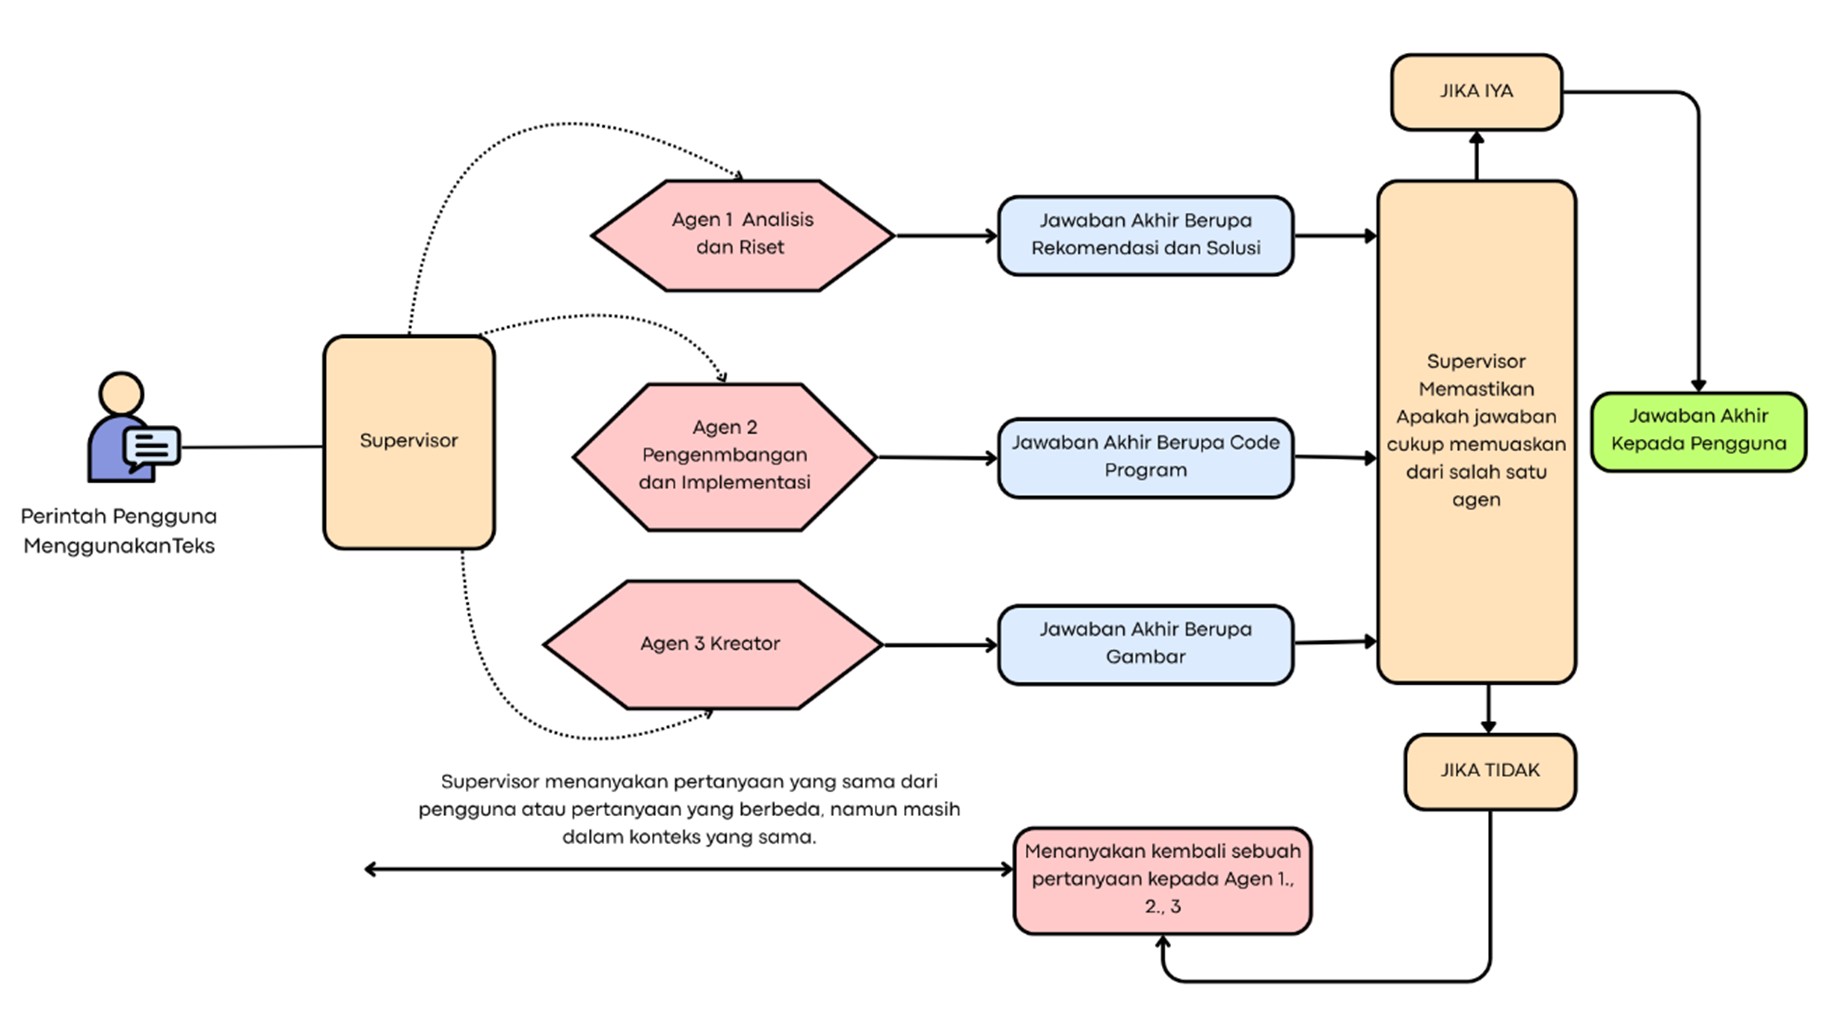 Perintah Pengguna
MenggunakanTeks
Supervisor
Agen 1 Analisis
dan Riset
Jawaban Akhir Berupa
Rekomendasi dan Solusi
Agen 2
Pengenmbangan
dan Implementasi
Jawaban Akhir Berupa Code
Program
Agen 3 Kreator
Jawaban Akhir Berupa
Gambar
Supervisor
Memastikan
Apakah jawaban
cukup memuaskan
dari salah satu
agen
JIKA IYA
Jawaban Akhir
Kepada Pengguna
JIKA TIDAK
Menanyakan kembali sebuah
pertanyaan kepada Agen 1.,
2., 3
Supervisor menanyakan pertanyaan yang sama dari
pengguna atau pertanyaan yang berbeda, namun masih
dalam konteks yang sama.